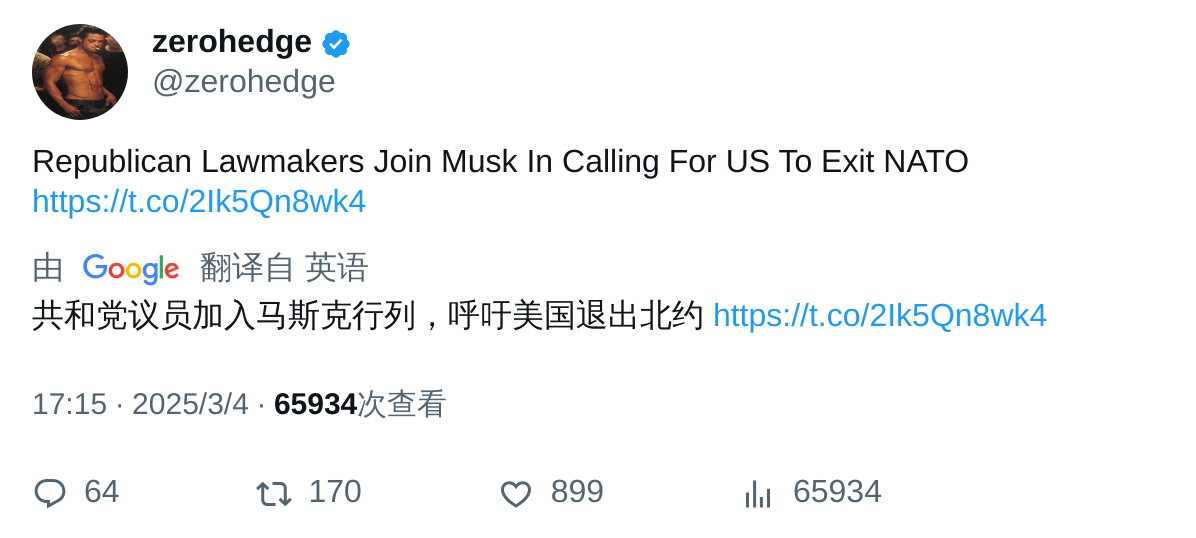 zerohedge
@zerohedge
Republican Lawmakers Join Musk In Calling For US To Exit NATO
https://t.co/2Ik5Qn8wk4
由 Google 翻译自 英语
共和党议员加入马斯克行列，呼吁美国退出北约 https://t.co/2Ik5Qn8wk4
17:15 · 2025/3/4 · 65934次查看
64 170 899 65934